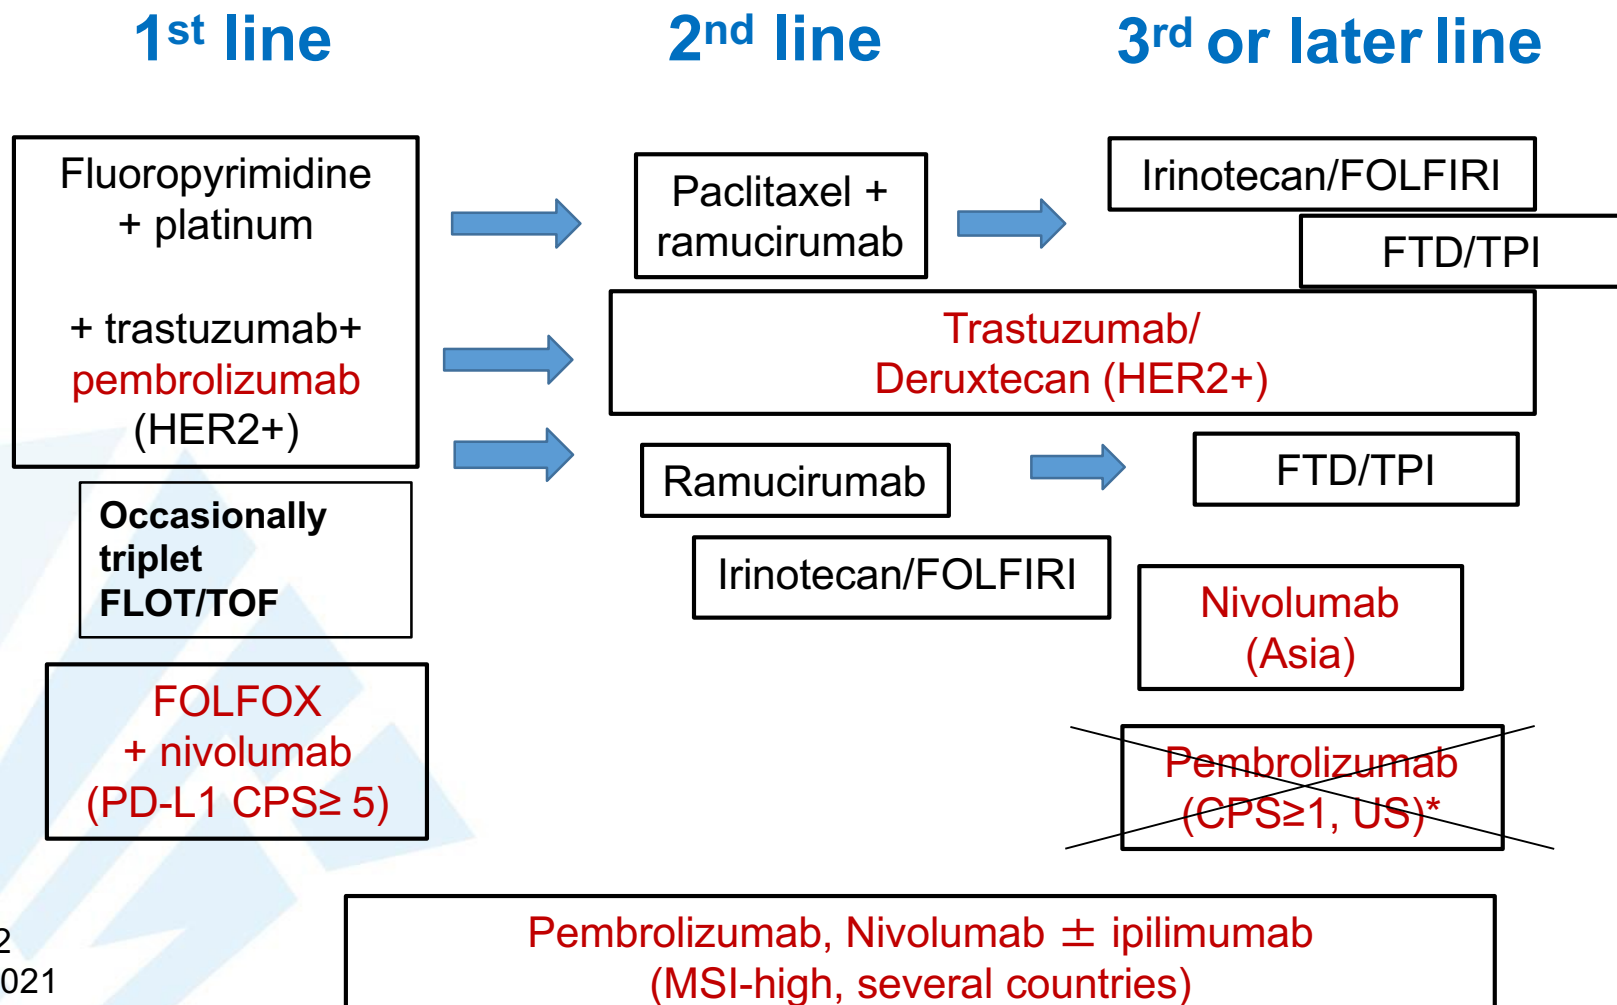 1st line
2nd line
3rd or later line
Fluoropyrimidine
+ platinum
+ trastuzumab+
pembrolizumab
(HER2+)
Occasionally
triplet
FLOT/TOF
FOLFOX
+ nivolumab
(PD-L1 CPS≥ 5)
Paclitaxel +
ramucirumab
Irinotecan/FOLFIRI
FTD/TPI
Trastuzumab/
Deruxtecan (HER2+)
Ramucirumab
FTD/TPI
Irinotecan/FOLFIRI
Nivolumab
(Asia)
Pembrolizumab
(CPS≥1, US)*
Pembrolizumab, Nivolumab ± ipilimumab
(MSI-high, several countries)
2
021